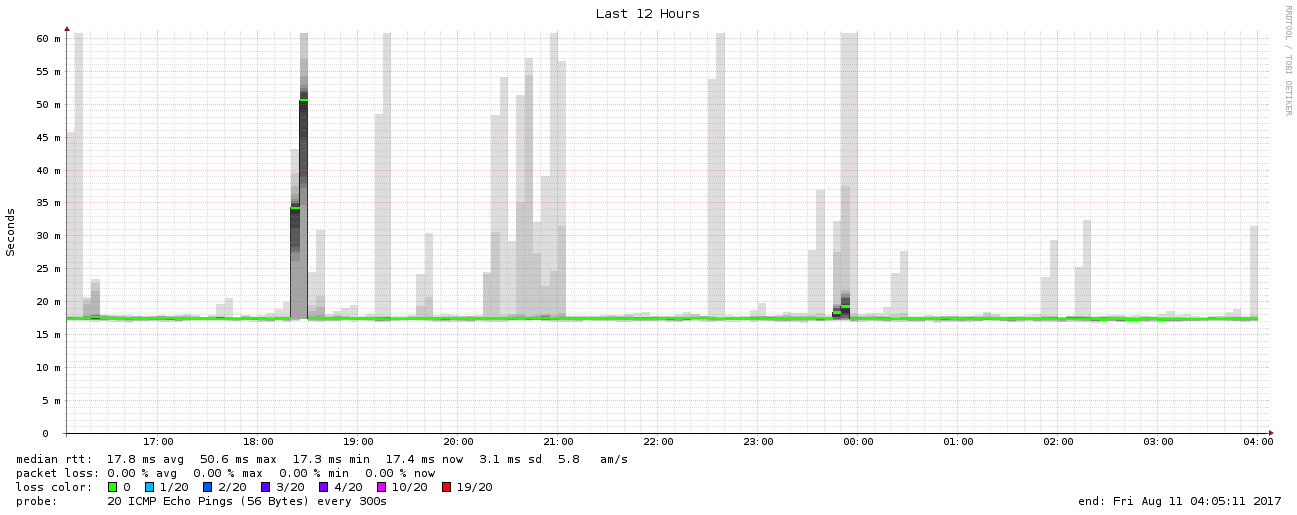 Last 12 Hours
RRDTOOL / TOBI OETIKER
Seconds
60 m
55 m
50 m
45 m
40 m
35 m
30 m
25 m
20 m
15 m
10 m
5 m
0
17:00 18:00 19:00 20:00 21:00 22:00 23:00 00:00 01:00 02:00 03:00 04:00
median rtt: 17.8 ms avg 50.6 ms max 17.3 ms min 17.4 ms now 3.1 ms sd 5.8 am/s
packet loss: 0.00 % avg 0.00 % max 0.00 % min 0.00 % now
loss color: 0 1/20 2/20 3/20 4/20 10/20 19/20
probe: 20 ICMP Echo Pings (56 Bytes) every 300s end: Fri Aug 11 04:05:11 2017